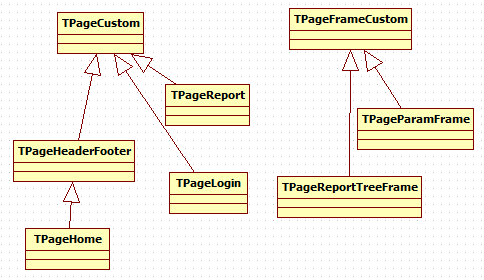 TPageCustom
TPageFrameCustom
TPageReport
TPageParamFrame
TPageHeaderFooter
TPageLogin
TPageReportTreeFrame
TPageHome